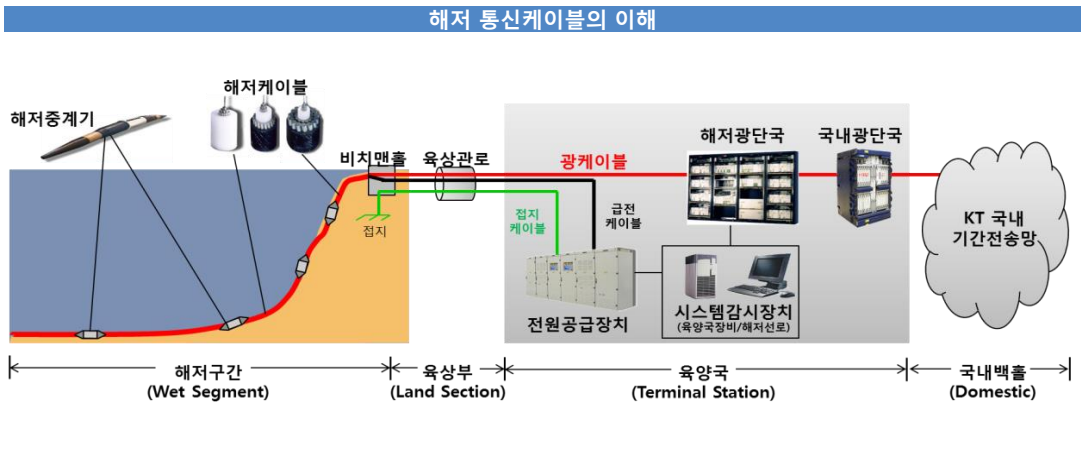 해저 통신케이블의 이해
해저케이블
해저중계기
비치맨홀
육상관로
광케이블
해저광단국
국내광단국
접지
접지
케이블
급전
케이블
KT 국내
기간전송망
전원공급장치
시스템감시장치
(육양국장비/해저선로)
해저구간
(Wet Segment)
육상부
(Land Section)
육양국
(Terminal Station)
국내백홀
(Domestic)